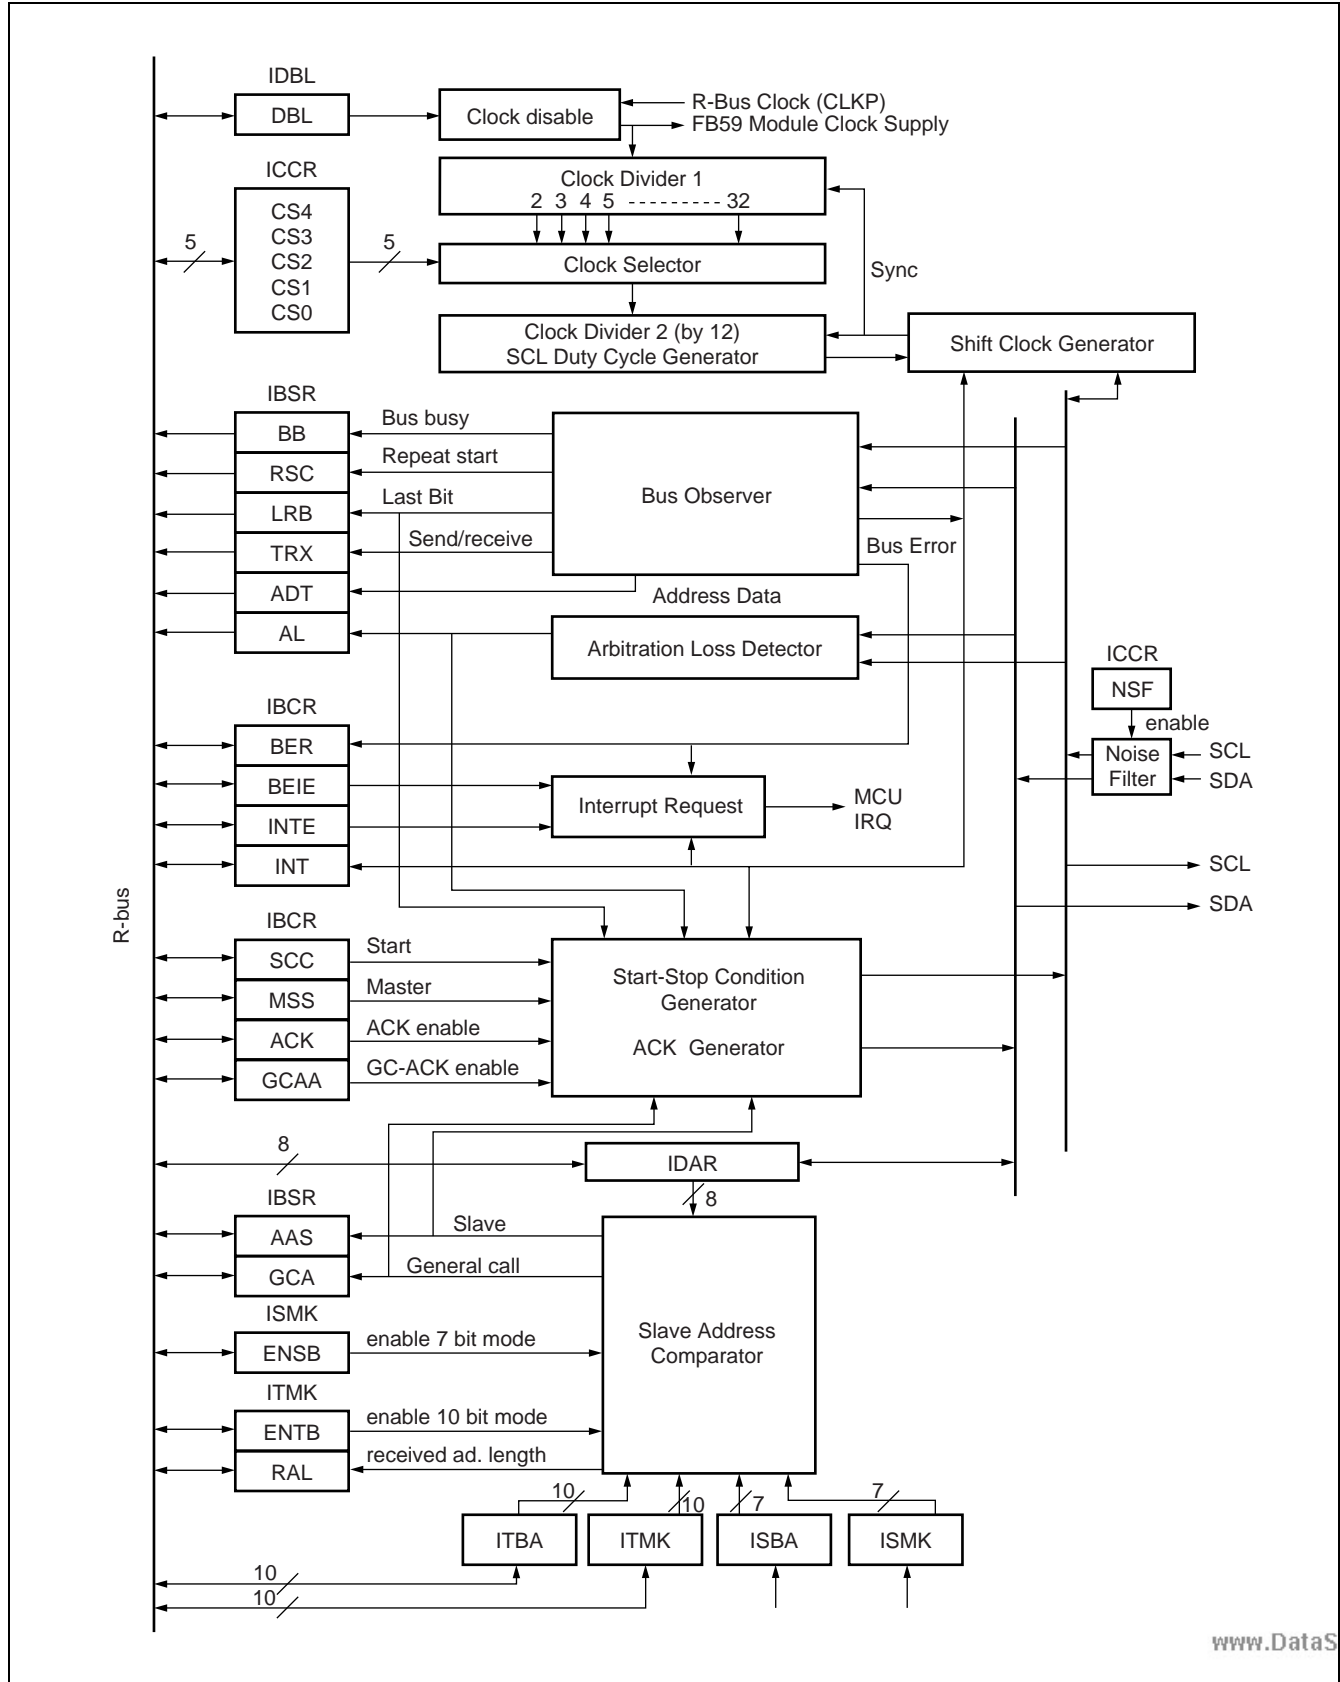 IDBL
DBL
Clock disable
R-Bus Clock (CLKP)
FB59 Module Clock Supply
ICCR
CS4
CS3
CS2
CS1
CS0
5
5
Clock Divider 1
2 3 4 5 ---------- 32
Clock Selector
Sync
Clock Divider 2 (by 12)
SCL Duty Cycle Generator
Shift Clock Generator
IBSR
BB
RSC
LRB
TRX
ADT
AL
Bus busy
Repeat start
Last Bit
Send/receive
Bus Observer
Bus Error
Address Data
Arbitration Loss Detector
ICCR
NSF
enable
Noise
Filter
SCL
SDA
IBCR
BER
BEIE
INTE
INT
Interrupt Request
MCU
IRQ
SCL
SDA
R-bus
IBCR
SCC
MSS
ACK
GCAA
Start
Master
ACK enable
GC-ACK enable
Start-Stop Condition
Generator
ACK Generator
8
IDAR
8
IBSR
AAS
GCA
Slave
General call
ISMK
ENSB
enable 7 bit mode
Slave Address
Comparator
ITMK
ENTB
RAL
enable 10 bit mode
received ad. length
10
10
7
7
ITBA
ITMK
ISBA
ISMK
10
10
www.DataS